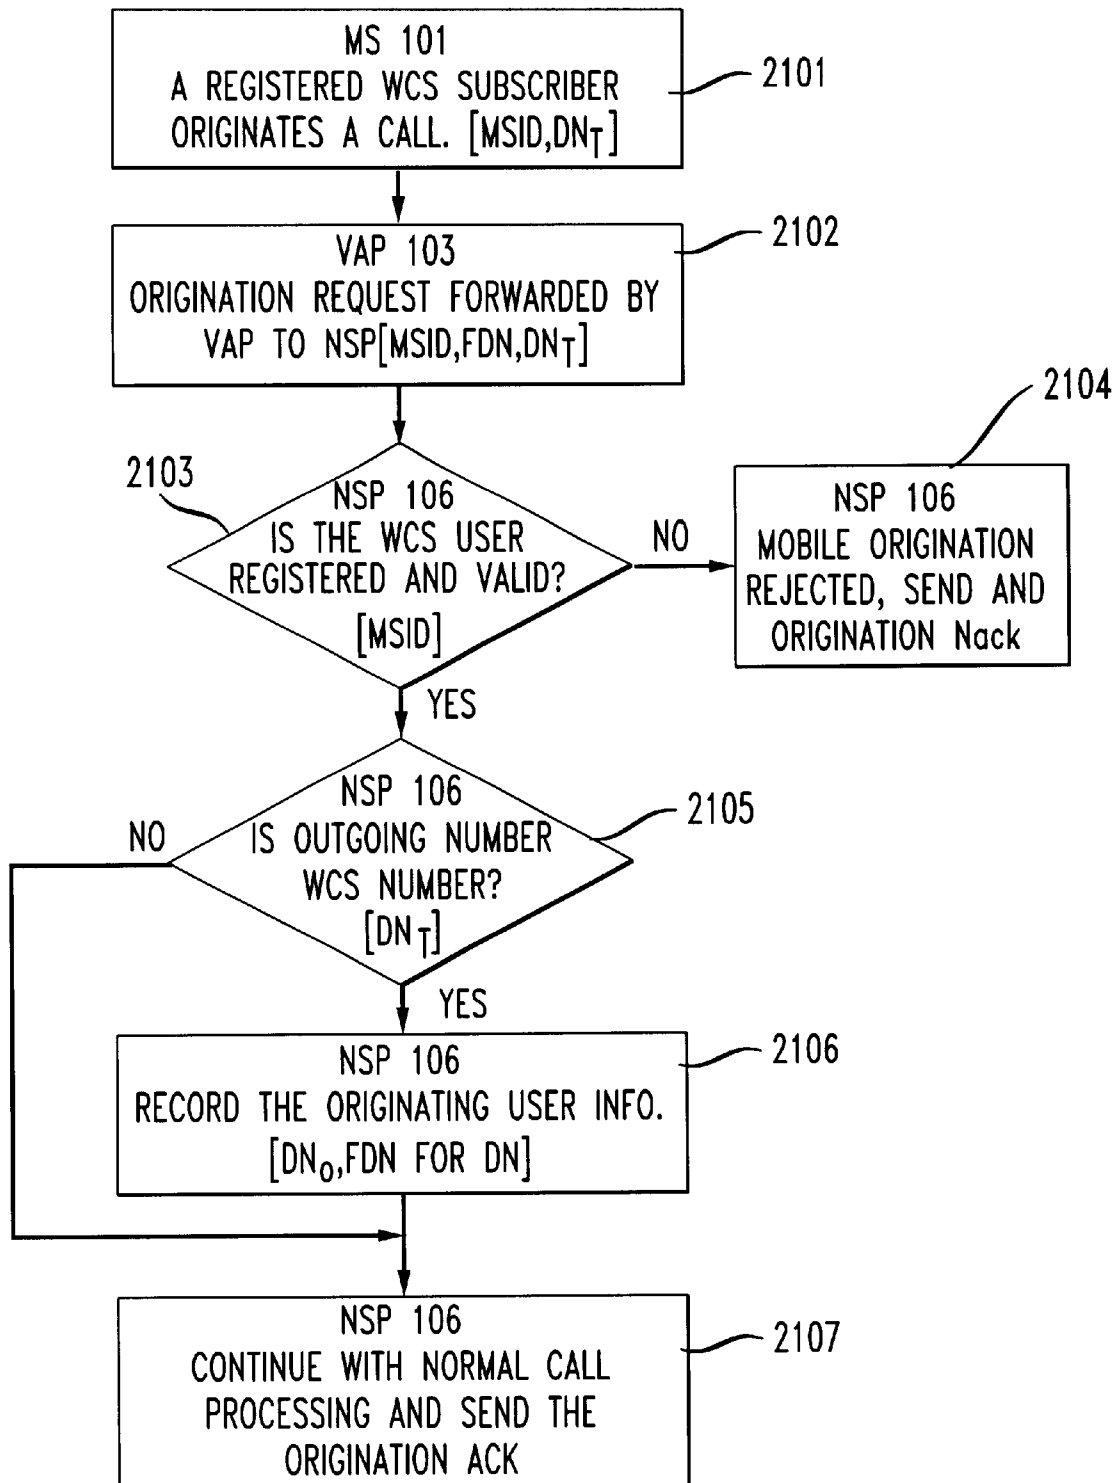 MS 101
A REGISTERED WCS SUBSCRIBER
ORIGINATES A CALL. [MSID,DNT]
2101
VAP 103
ORIGINATION REQUEST FORWARDED BY
VAP TO NSP[MSID,FDN,DNT]
2102
2103
NSP 106
IS THE WCS USER
REGISTERED AND VALID?
[MSID]
NO
2104
NSP 106
MOBILE ORIGINATION
REJECTED, SEND AND
ORIGINATION Nack
YES
NSP 106
IS OUTGOING NUMBER
WCS NUMBER?
[DNT]
2105
NO
YES
NSP 106
RECORD THE ORIGINATING USER INFO.
[DNO,FDN FOR DN]
2106
NSP 106
CONTINUE WITH NORMAL CALL
PROCESSING AND SEND THE
ORIGINATION ACK
2107